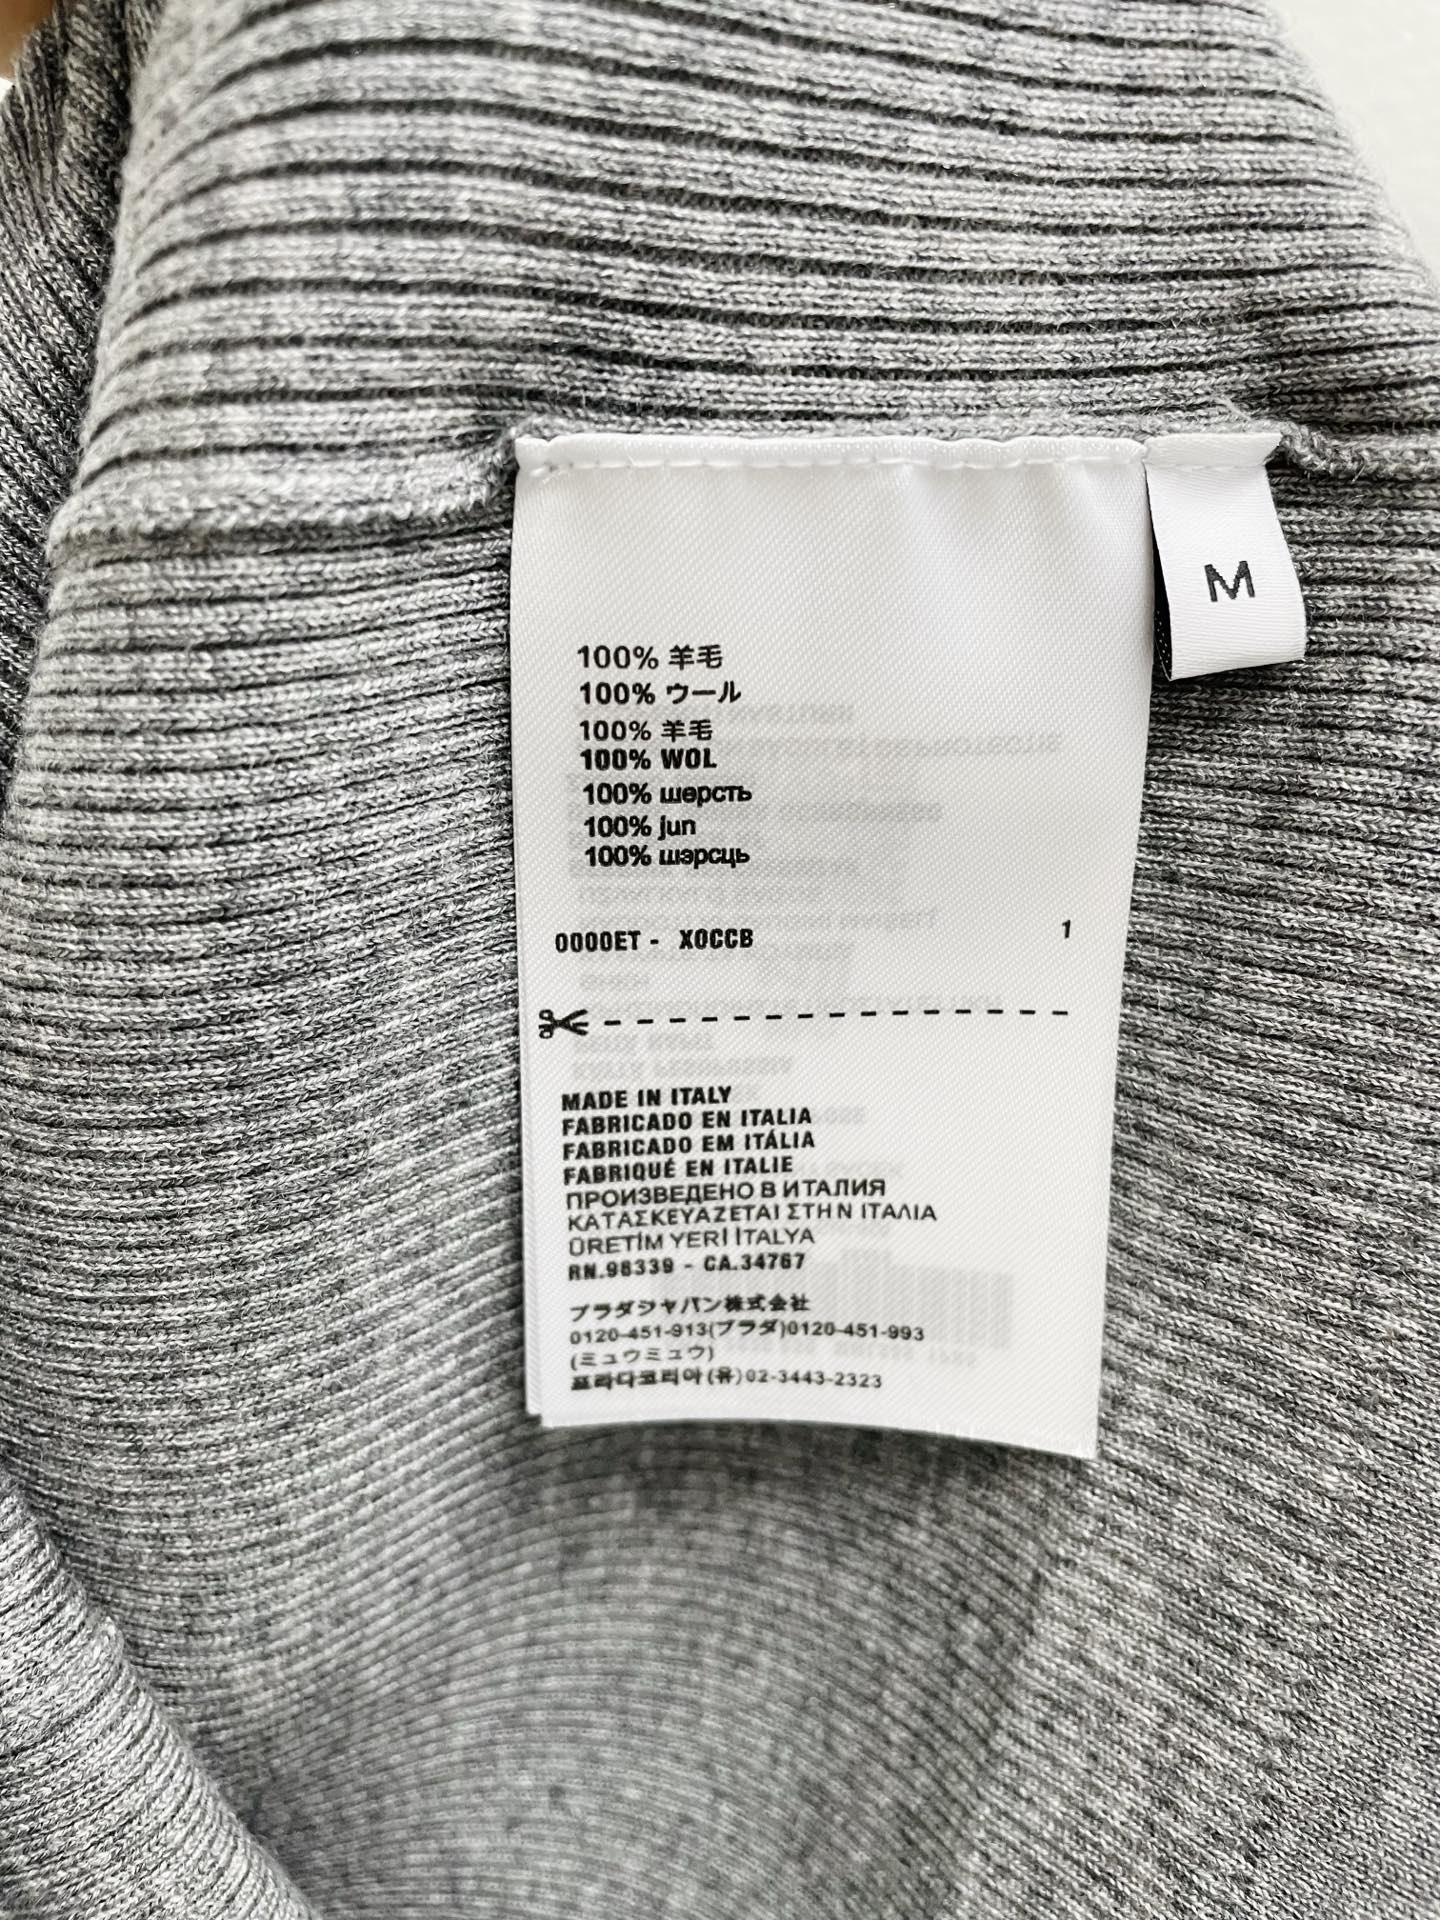 M
100% 羊毛
100% ウール
100% 羊毛
100% WOL
100% шерсть
100% jun
100% шэрсць
0000ET - X0CCB 1
MADE IN ITALY
FABRICADO EN ITALIA
FABRICADO EM ITÁLIA
FABRIQUÉ EN ITALIE
ПРОИЗВЕДЕНО В ИТАЛИЯ
ΚΑΤΑΣΚΕΥΑΖΕΤΑΙ ΣΤΗ Ν ΙΤΑΛΙΑ
ÜRETİM YERİ İTALYA
RN.98339 - CA.34767
プラダジャパン株式会社
0120-451-913(プラダ)0120-451-993
(ミュウミュウ)
프라다코리아(유)02-3443-2323